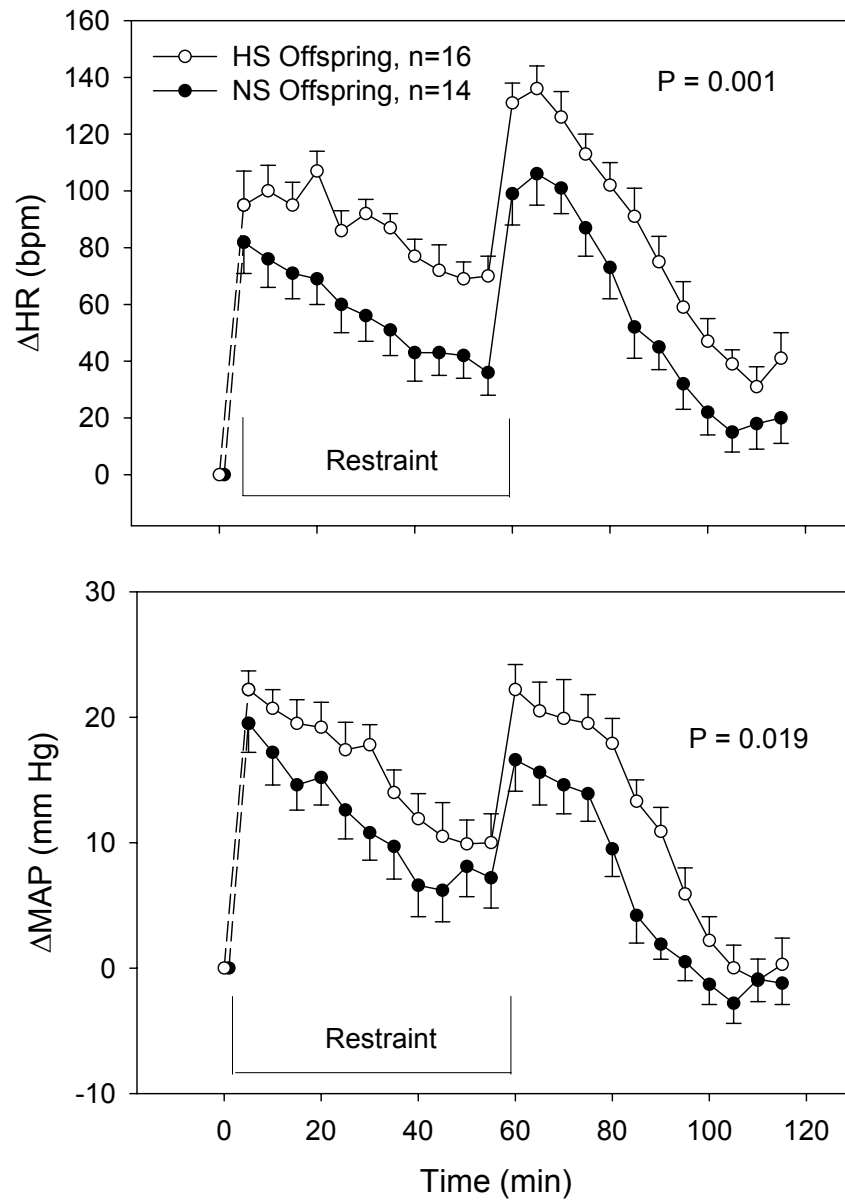 160
140
120
100
80
60
40
20
0
ΔHR (bpm)
HS Offspring, n=16
NS Offspring, n=14
P = 0.001
Restraint
30
20
10
0
-10
ΔMAP (mm Hg)
P = 0.019
Restraint
0 20 40 60 80 100 120
Time (min)